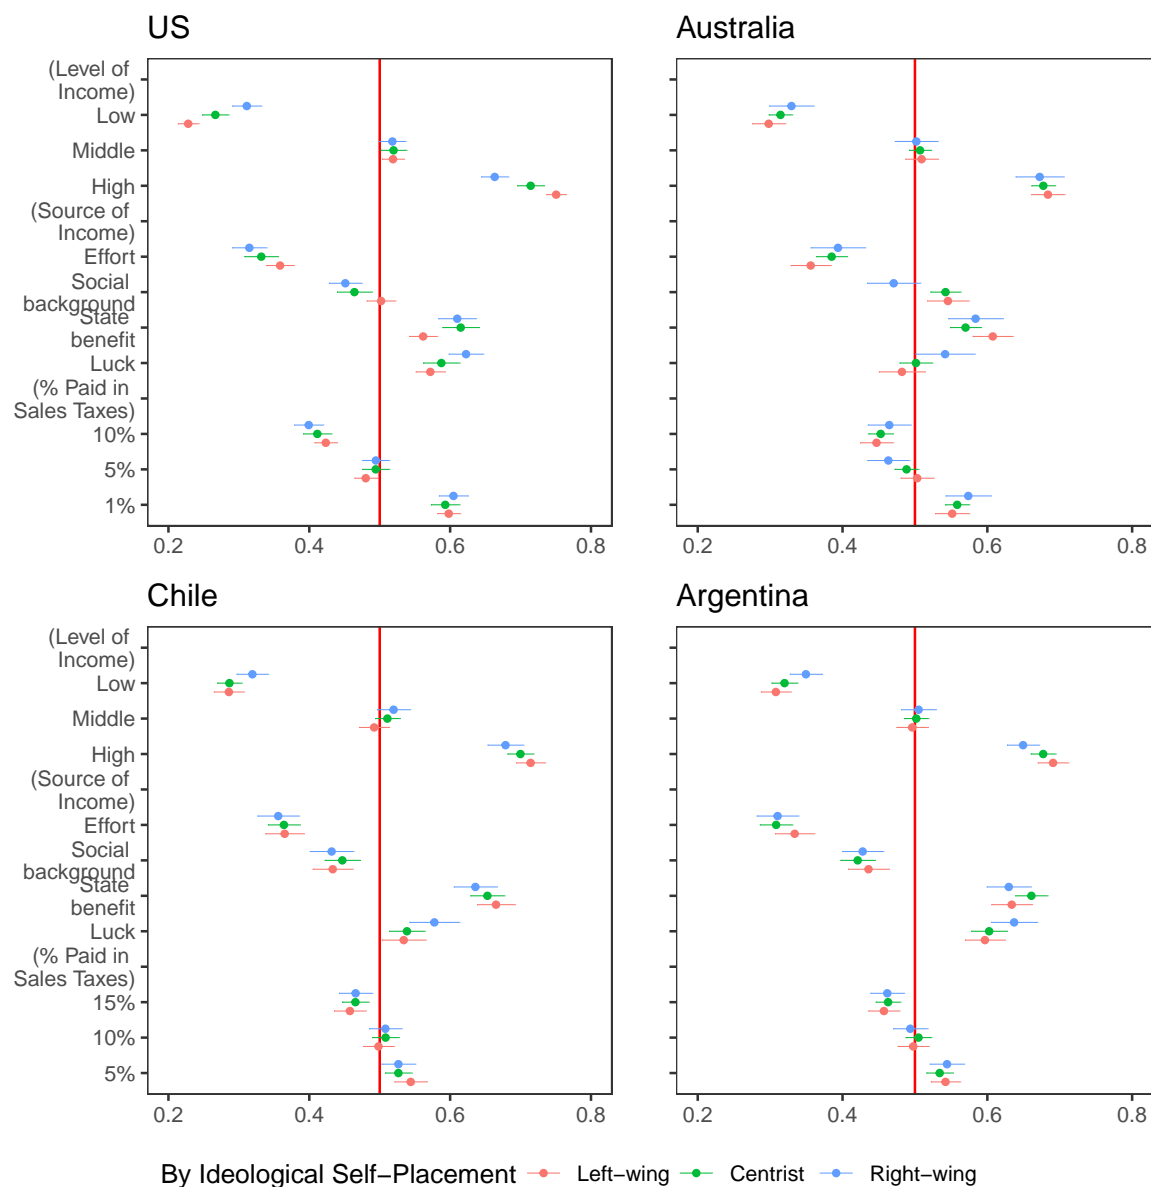 US
(Level of
Income)
Low
Middle
High
(Source of
Income)
Effort
Social
background
State
benefit
Luck
(% Paid in
Sales Taxes)
10%
5%
1%
0.2 0.4 0.6 0.8
Australia
0.2 0.4 0.6 0.8
Chile
(Level of
Income)
Low
Middle
High
(Source of
Income)
Effort
Social
background
State
benefit
Luck
(% Paid in
Sales Taxes)
15%
10%
5%
0.2 0.4 0.6 0.8
Argentina
0.2 0.4 0.6 0.8
By Ideological Self−Placement Left−wing Centrist Right−wing